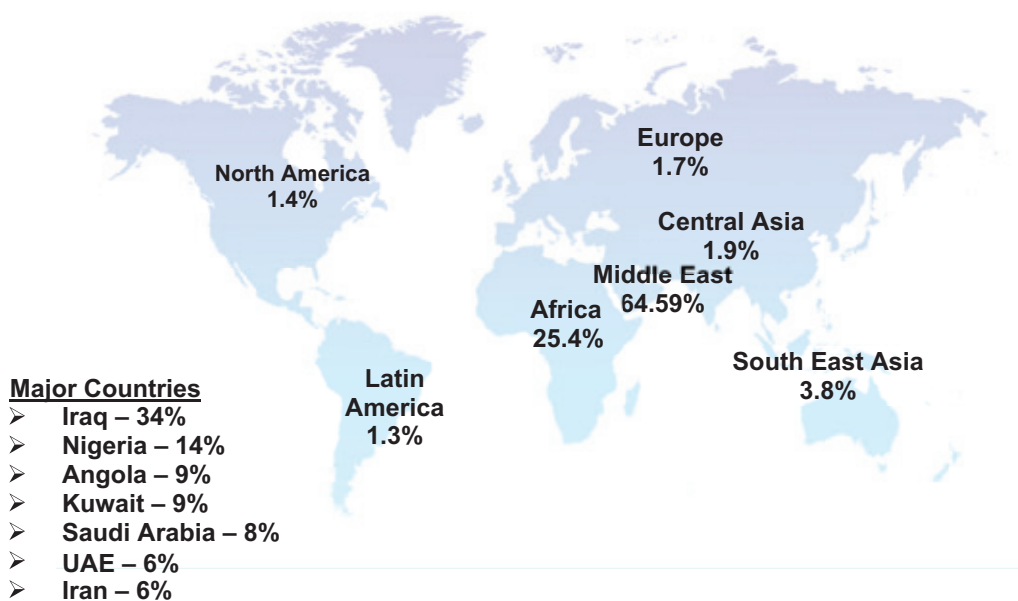 Europe
1.7%
North America
1.4%
Central Asia
1.9%
Middle East
64.59%
Africa
25.4%
South East Asia
3.8%
Latin
America
1.3%
Major Countries
➢ Iraq – 34%
➢ Nigeria – 14%
➢ Angola – 9%
➢ Kuwait – 9%
➢ Saudi Arabia – 8%
➢ UAE – 6%
➢ Iran – 6%